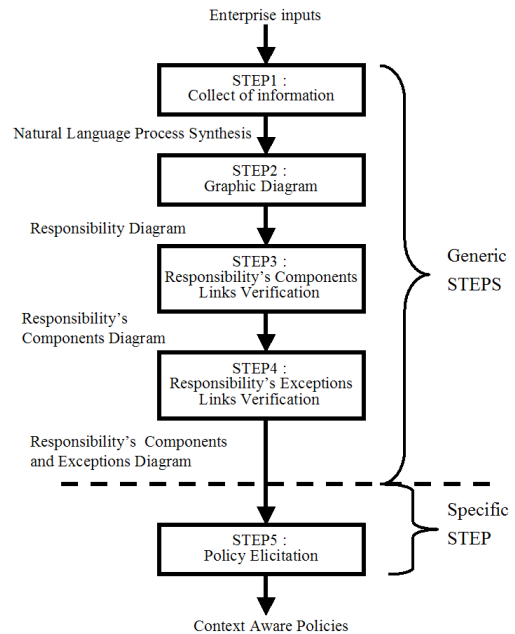 Enterprise inputs
STEP1 :
Collect of information
Natural Language Process Synthesis
STEP2 :
Graphic Diagram
Responsibility Diagram
STEP3 :
Responsibility's Components
Links Verification
Generic
STEPS
Responsibility's
Components Diagram
STEP4 :
Responsibility's Exceptions
Links Verification
Responsibility's Components
and Exceptions Diagram
Specific
STEP
STEP5 :
Policy Elicitation
Context Aware Policies